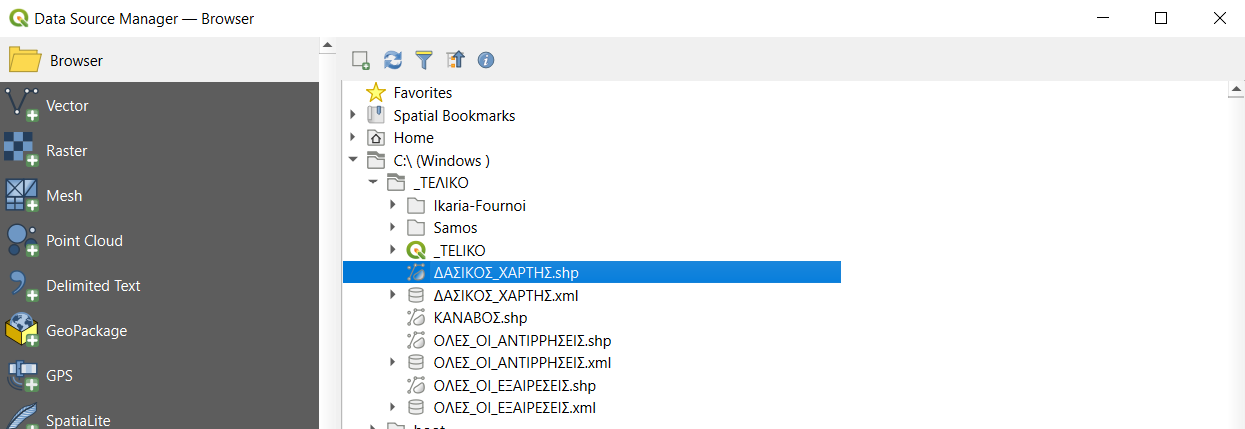 Data Source Manager — Browser
Browser
Vector
Raster
Mesh
Point Cloud
Delimited Text
GeoPackage
GPS
SpatiaLite
Favorites
Spatial Bookmarks
Home
C:\ (Windows )
_ΤΕΛΙΚΟ
Ikaria-Fournoi
Samos
_TELIKO
ΔΑΣΙΚΟΣ_ΧΑΡΤΗΣ.shp
ΔΑΣΙΚΟΣ_ΧΑΡΤΗΣ.xml
ΚΑΝΑΒΟΣ.shp
ΟΛΕΣ_ΟΙ_ΑΝΤΙΡΡΗΣΕΙΣ.shp
ΟΛΕΣ_ΟΙ_ΑΝΤΙΡΡΗΣΕΙΣ.xml
ΟΛΕΣ_ΟΙ_ΕΞΑΙΡΕΣΕΙΣ.shp
ΟΛΕΣ_ΟΙ_ΕΞΑΙΡΕΣΕΙΣ.xml